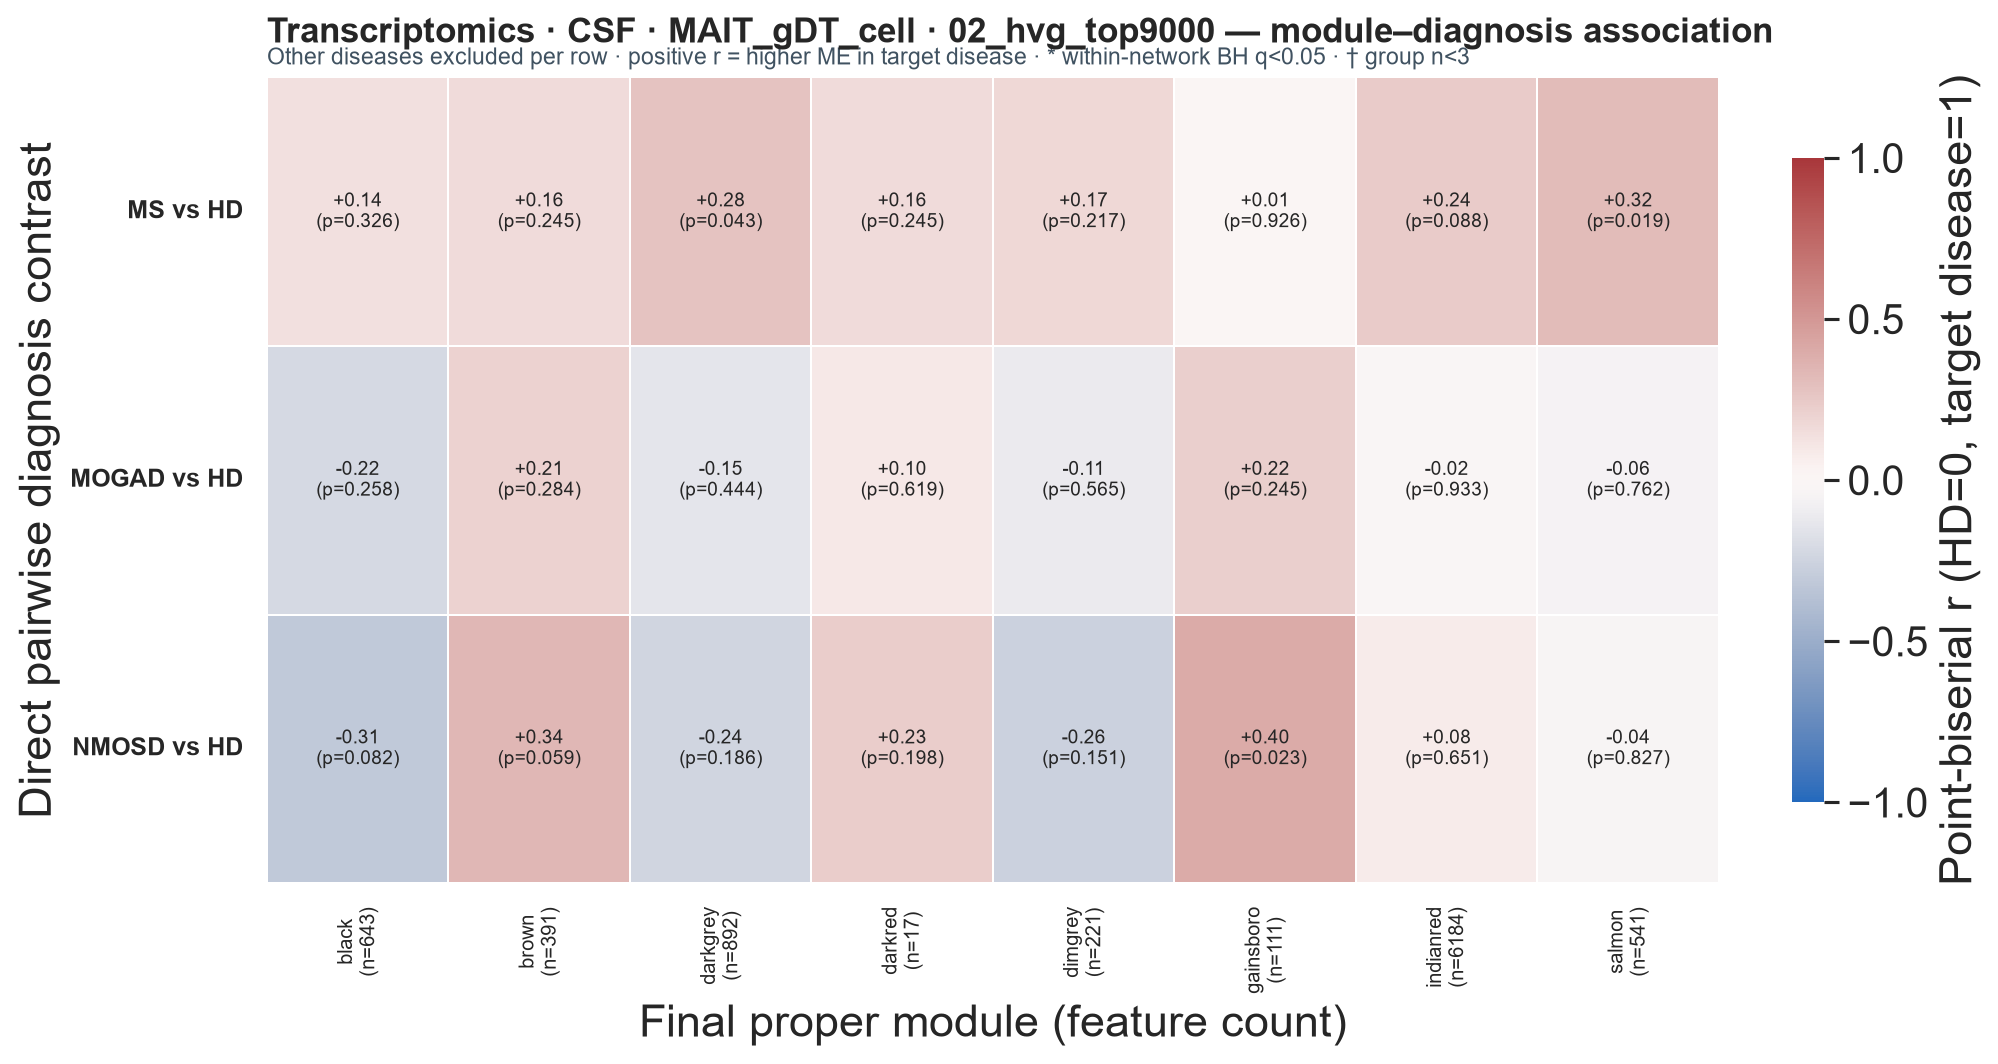 Transcriptomics · CSF · MAIT_gDT_cell · 02_hvg_top9000 — module–diagnosis association
Other diseases excluded per row · positive r = higher ME in target disease · * within-network BH q<0.05 · † group n<3
Direct pairwise diagnosis contrast
MS vs HD
+0.14
(p=0.326)
+0.16
(p=0.245)
+0.28
(p=0.043)
+0.16
(p=0.245)
+0.17
(p=0.217)
+0.01
(p=0.926)
+0.24
(p=0.088)
+0.32
(p=0.019)
MOGAD vs HD
-0.22
(p=0.258)
+0.21
(p=0.284)
-0.15
(p=0.444)
+0.10
(p=0.619)
-0.11
(p=0.565)
+0.22
(p=0.245)
-0.02
(p=0.933)
-0.06
(p=0.762)
NMOSD vs HD
-0.31
(p=0.082)
+0.34
(p=0.059)
-0.24
(p=0.186)
+0.23
(p=0.198)
-0.26
(p=0.151)
+0.40
(p=0.023)
+0.08
(p=0.651)
-0.04
(p=0.827)
black
(n=643)
brown
(n=391)
darkgrey
(n=892)
darkred
(n=17)
dimgrey
(n=221)
gainsboro
(n=111)
indianred
(n=6184)
salmon
(n=541)
Final proper module (feature count)
1.0
0.5
0.0
−0.5
−1.0
Point-biserial r (HD=0, target disease=1)